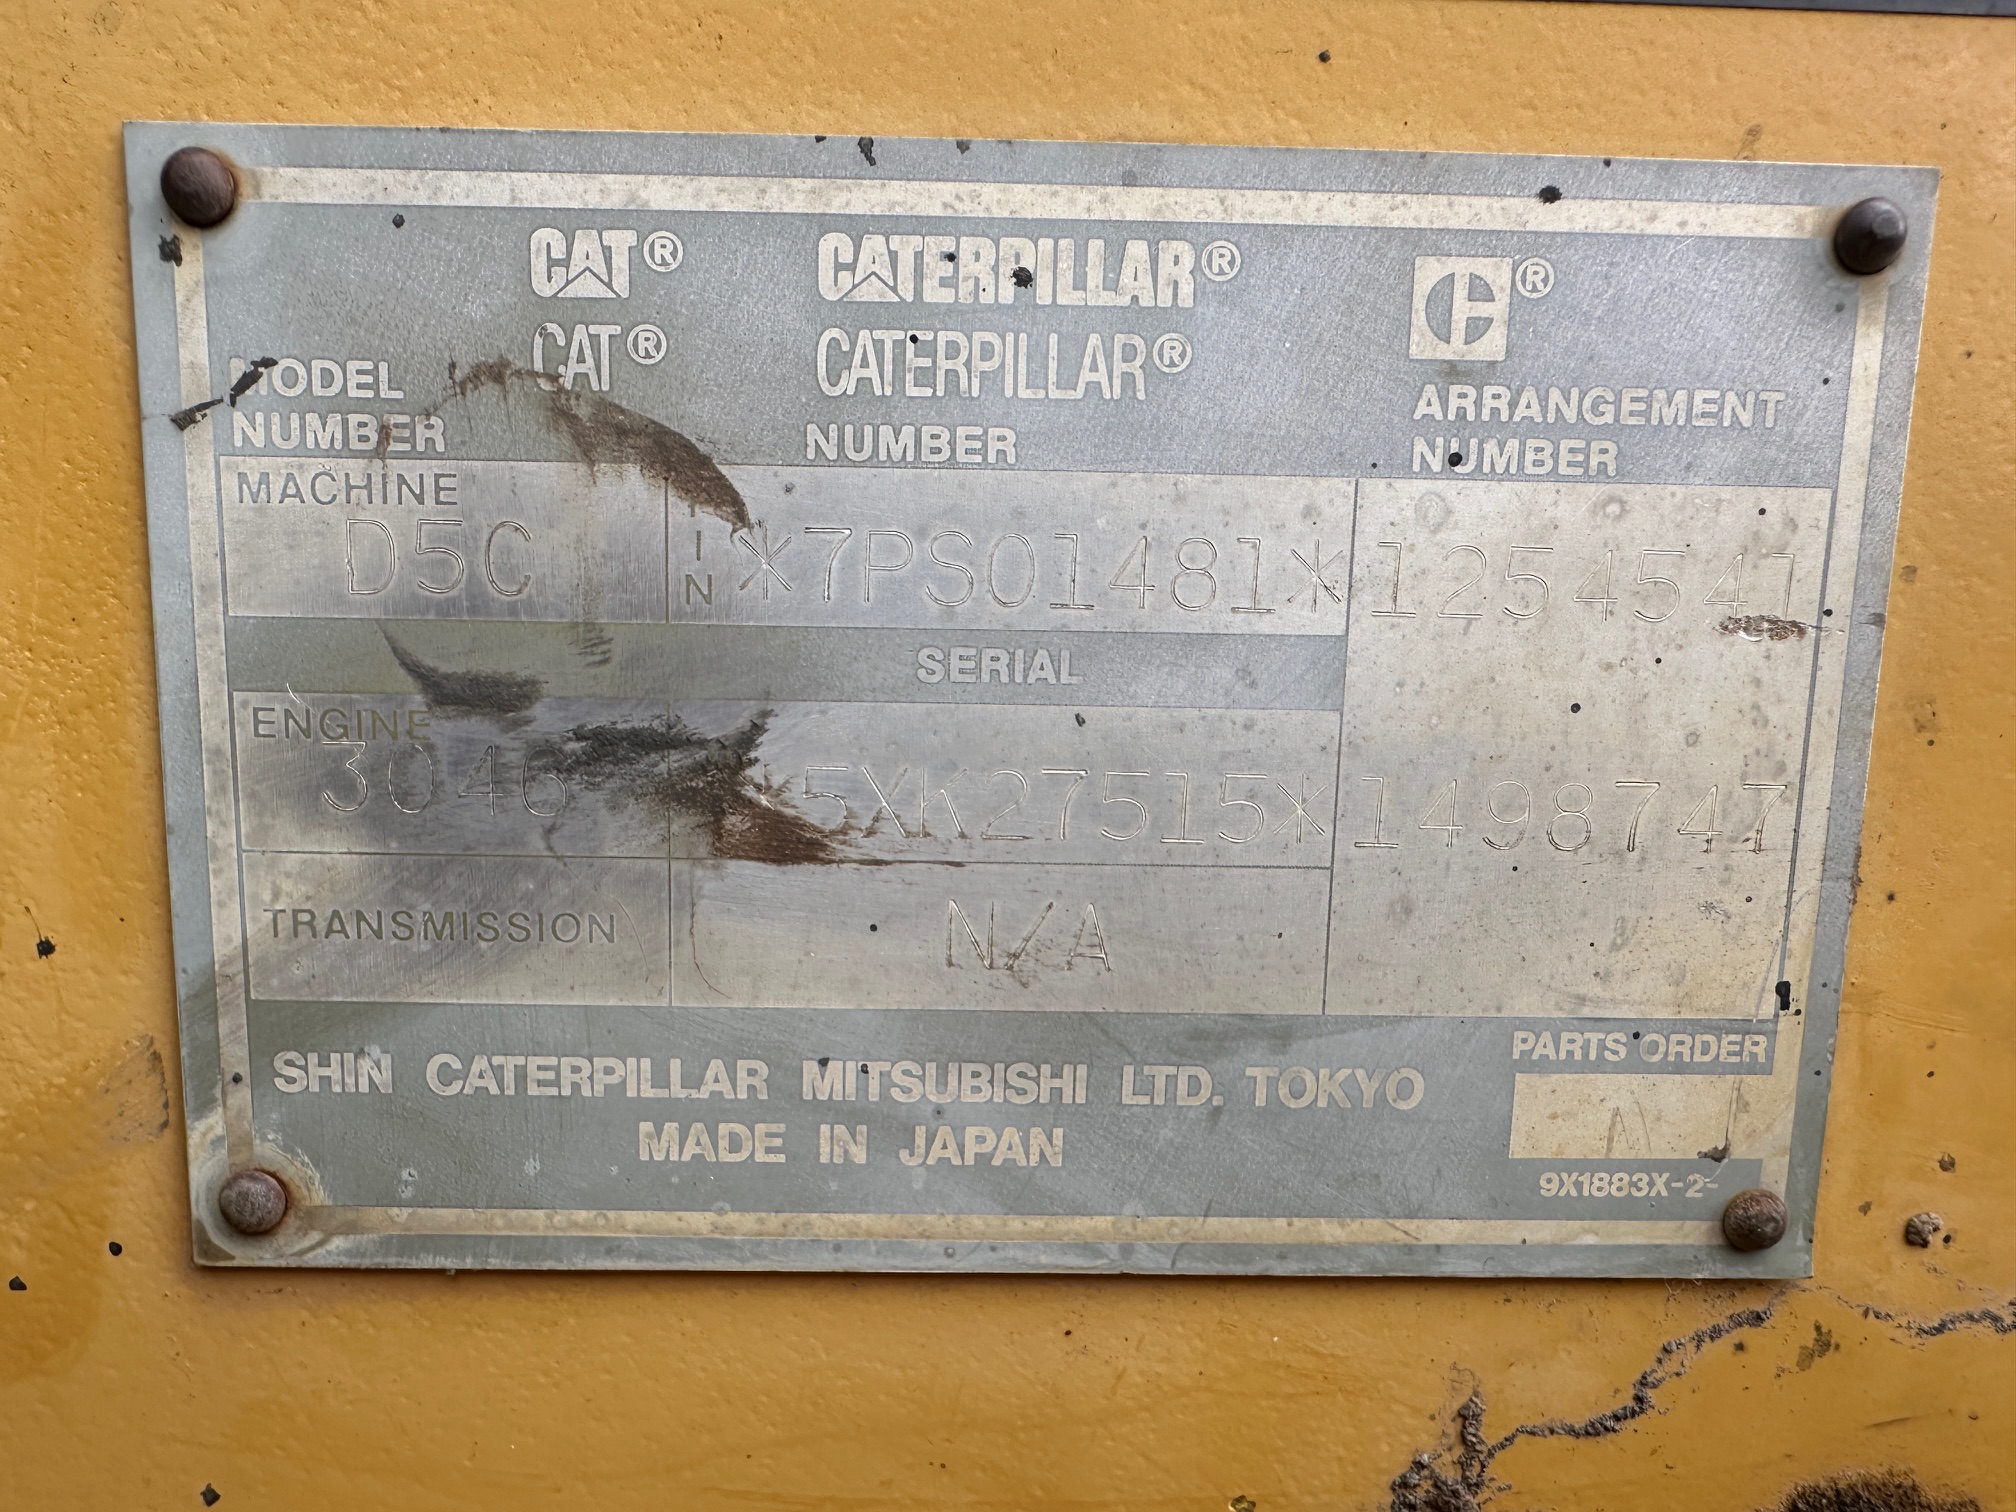 CAT® CATERPILLAR® ®
CAT® CATERPILLAR®
MODEL NUMBER
NUMBER
ARRANGEMENT NUMBER
MACHINE
D5C PIN *7PS01481* 1254541
SERIAL
ENGINE
3046 5XK27515* 1498747
TRANSMISSION N/A
SHIN CATERPILLAR MITSUBISHI LTD. TOKYO
MADE IN JAPAN
PARTS ORDER
N
9X1883X-2-